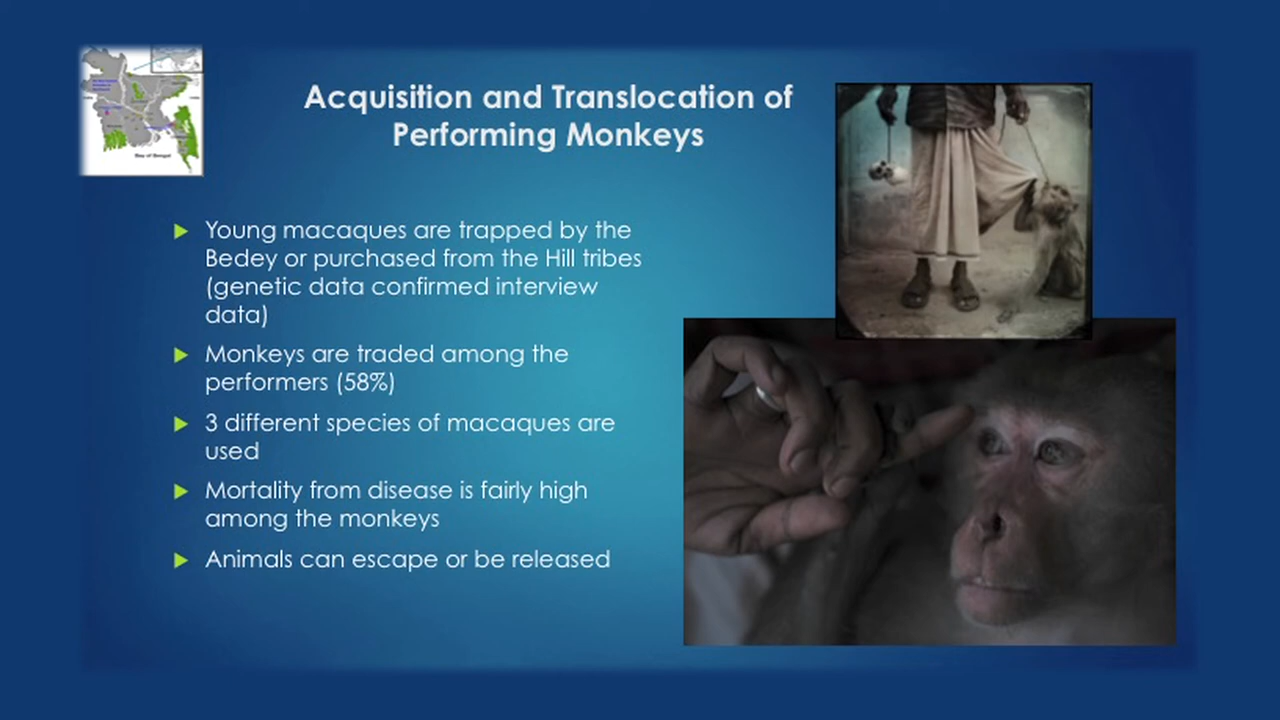 Acquisition and Translocation of
Performing Monkeys
Young macaques are trapped by the
Bedey or purchased from the Hill tribes
(genetic data confirmed interview
data)
Monkeys are traded among the
performers (58%)
3 different species of macaques are
used
Mortality from disease is fairly high
among the monkeys
Animals can escape or be released
Bay of Bengal